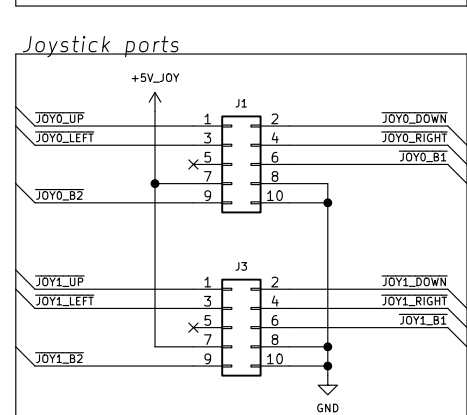 Joystick ports
+5V_JOY
J1
JOY0_UP 1 2 JOY0_DOWN
JOY0_LEFT 3 4 JOY0_RIGHT
5 6 JOY0_B1
7 8
JOY0_B2 9 10
J3
JOY1_UP 1 2 JOY1_DOWN
JOY1_LEFT 3 4 JOY1_RIGHT
5 6 JOY1_B1
7 8
JOY1_B2 9 10
GND